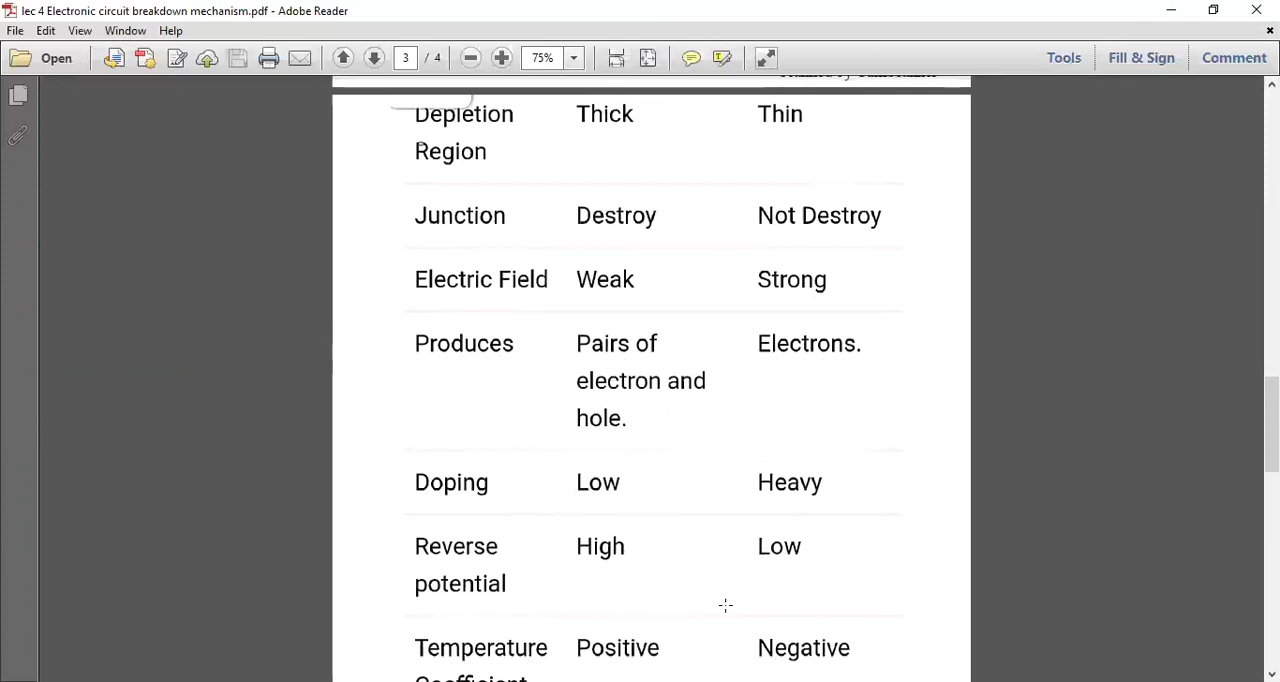 lec 4 Electronic circuit breakdown mechanism.pdf - Adobe Reader
File Edit View Window Help
Open 3 / 4 75% Tools Fill & Sign Comment
Depletion Thick Thin
Region
Junction Destroy Not Destroy
Electric Field Weak Strong
Produces Pairs of Electrons.
electron and
hole.
Doping Low Heavy
Reverse High Low
potential
Temperature Positive Negative
Coefficient